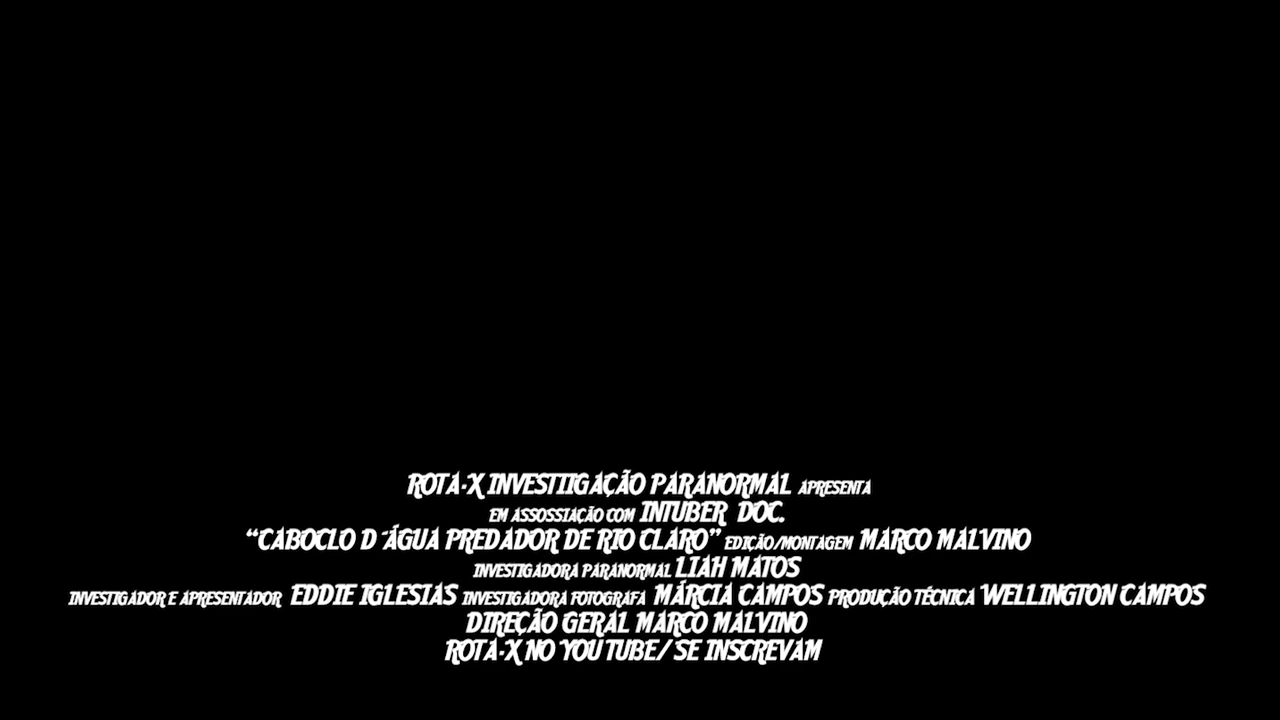 ROTA-X INVESTIIGAÇÃO PARANORMAL APRESENTA
EM ASSOSSIAÇÃO COM INTUBER DOC.
“CABOCLO D ÁGUA PREDADOR DE RIO CLARO” EDIÇÃO/MONTAGEM MARCO MALVINO
INVESTIGADORA PARANORMAL LIAH MATOS
INVESTIGADOR E APRESENTADOR EDDIE IGLESIAS INVESTIGADORA FOTOGRAFA MÁRCIA CAMPOS PRODUÇÃO TÉCNICA WELLINGTON CAMPOS
DIREÇÃO GERAL MARCO MALVINO
ROTA-X NO YOUTUBE/ SE INSCREVAM